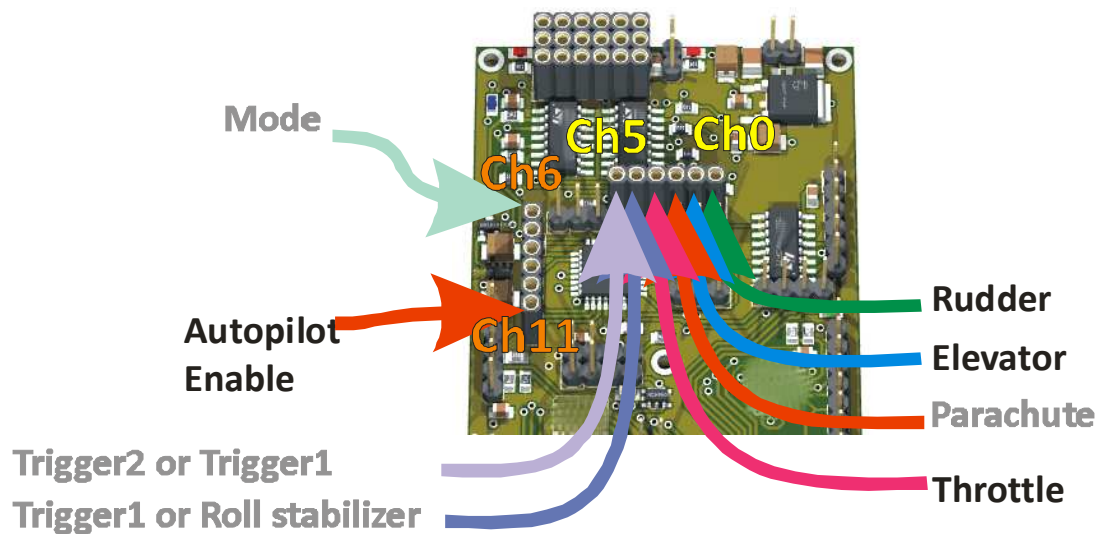 Mode
Ch5
Ch0
Ch6
Autopilot
Enable
Ch11
Rudder
Elevator
Parachute
Throttle
Trigger2 or Trigger1
Trigger1 or Roll stabilizer